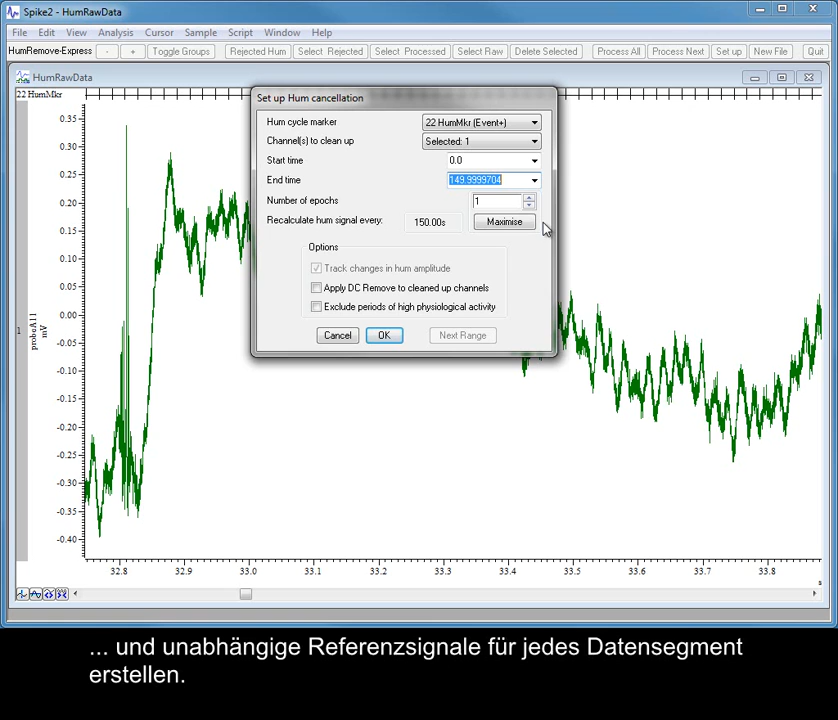 Spike2 - HumRawData
File Edit View Analysis Cursor Sample Script Window Help
HumRemove-Express - + Toggle Groups Rejected Hum Select Rejected Select Processed Select Raw Delete Selected Process All Process Next Set up New File Quit
HumRawData
22 HumMkr
Set up Hum cancellation
Hum cycle marker 22 HumMkr (Event+)
Channel(s) to clean up Selected: 1
Start time 0.0
End time 149.9999704
Number of epochs 1
Recalculate hum signal every: 150.00s Maximise
Options
Track changes in hum amplitude
Apply DC Remove to cleaned up channels
Exclude periods of high physiological activity
Cancel OK Next Range
0.35
0.30
0.25
0.20
0.15
0.10
0.05
0.00
-0.05
-0.10
-0.15
-0.20
-0.25
-0.30
-0.35
-0.40
1
probeA11
mV
32.8 32.9 33.0 33.1 33.2 33.3 33.4 33.5 33.6 33.7 33.8
s
... und unabhängige Referenzsignale für jedes Datensegment
erstellen.